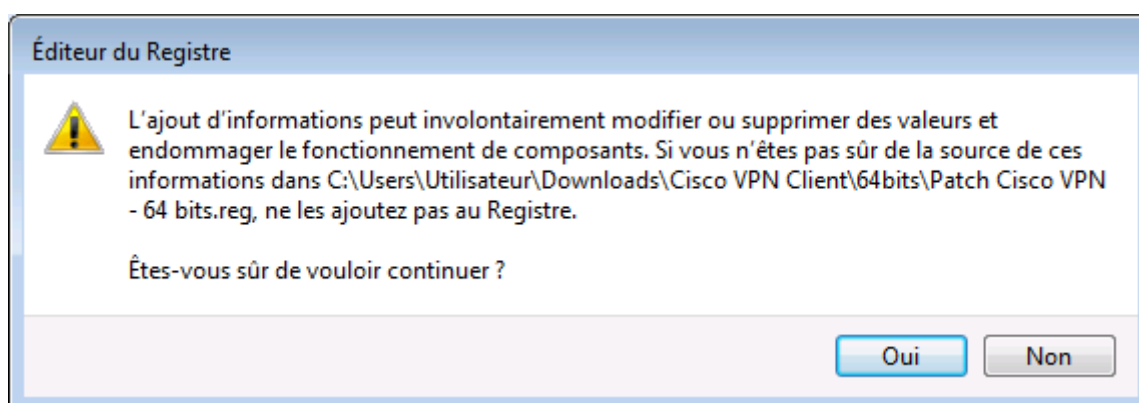 Éditeur du Registre
L'ajout d'informations peut involontairement modifier ou supprimer des valeurs et
endommager le fonctionnement de composants. Si vous n'êtes pas sûr de la source de ces
informations dans C:\Users\Utilisateur\Downloads\Cisco VPN Client\64bits\Patch Cisco VPN
- 64 bits.reg, ne les ajoutez pas au Registre.
Êtes-vous sûr de vouloir continuer ?
Oui Non